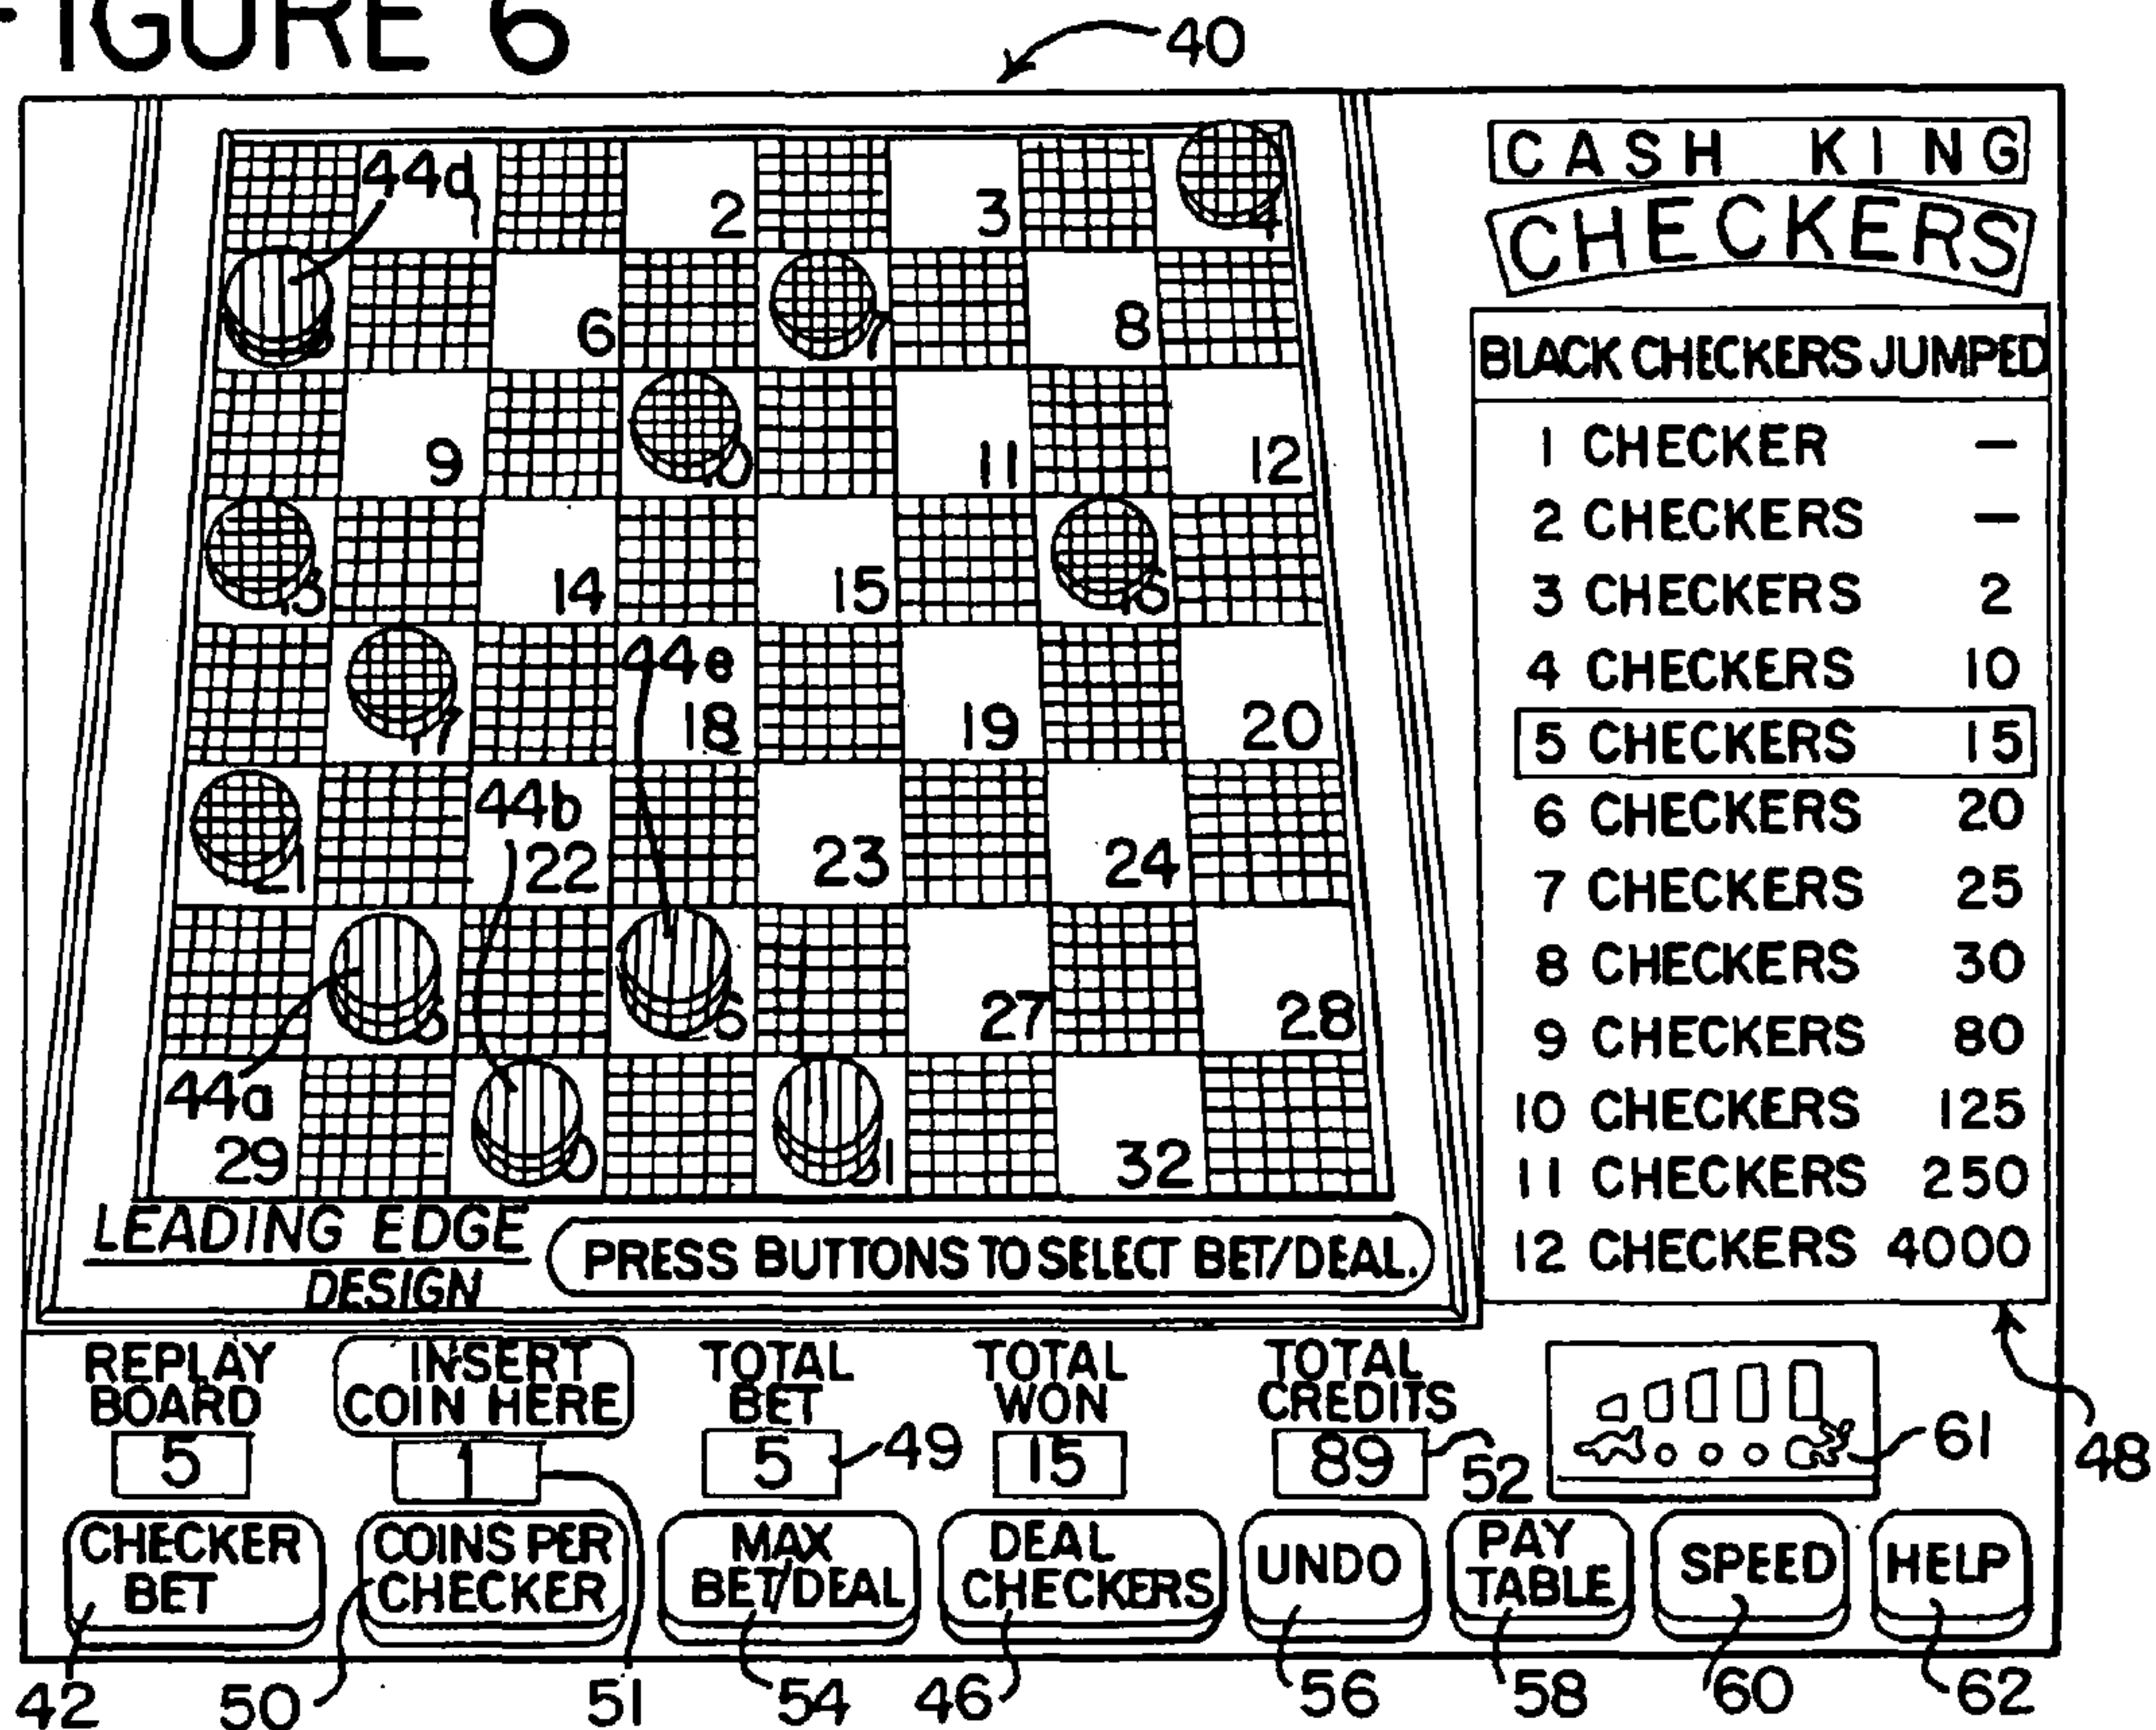 FIGURE 6
40
CASH KING
CHECKERS
44d 1 2 3 4
6 7 8
9 10 11 12
13 14 15 16
44e
17 18 19 20
44b
21 22 23 24
27 28
44a
29 31 32
BLACK CHECKERS JUMPED
1 CHECKER —
2 CHECKERS —
3 CHECKERS 2
4 CHECKERS 10
5 CHECKERS 15
6 CHECKERS 20
7 CHECKERS 25
8 CHECKERS 30
9 CHECKERS 80
10 CHECKERS 125
11 CHECKERS 250
12 CHECKERS 4000
LEADING EDGE
DESIGN
PRESS BUTTONS TO SELECT BET/DEAL.
REPLAY
BOARD
5
INSERT
COIN HERE
1
TOTAL
BET
5
49
TOTAL
WON
15
TOTAL
CREDITS
89
52
61
48
CHECKER
BET
COINS PER
CHECKER
MAX
BET/DEAL
DEAL
CHECKERS
UNDO
PAY
TABLE
SPEED
HELP
42 50 51 54 46 56 58 60 62